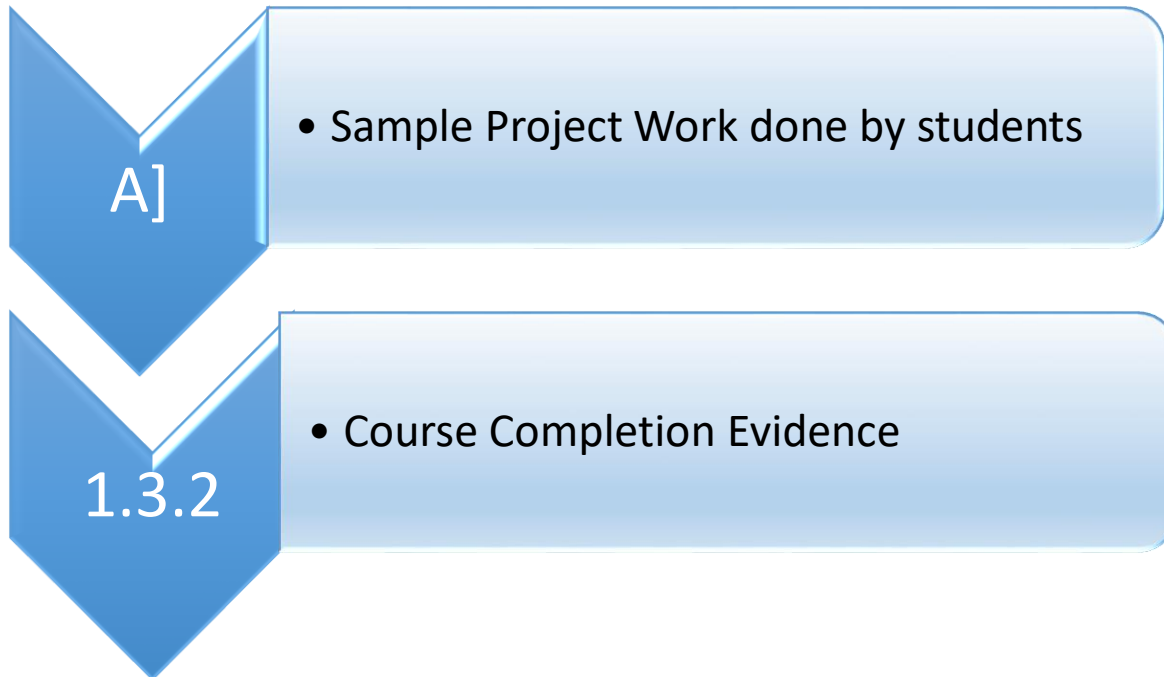 A]
• Sample Project Work done by students
1.3.2
• Course Completion Evidence